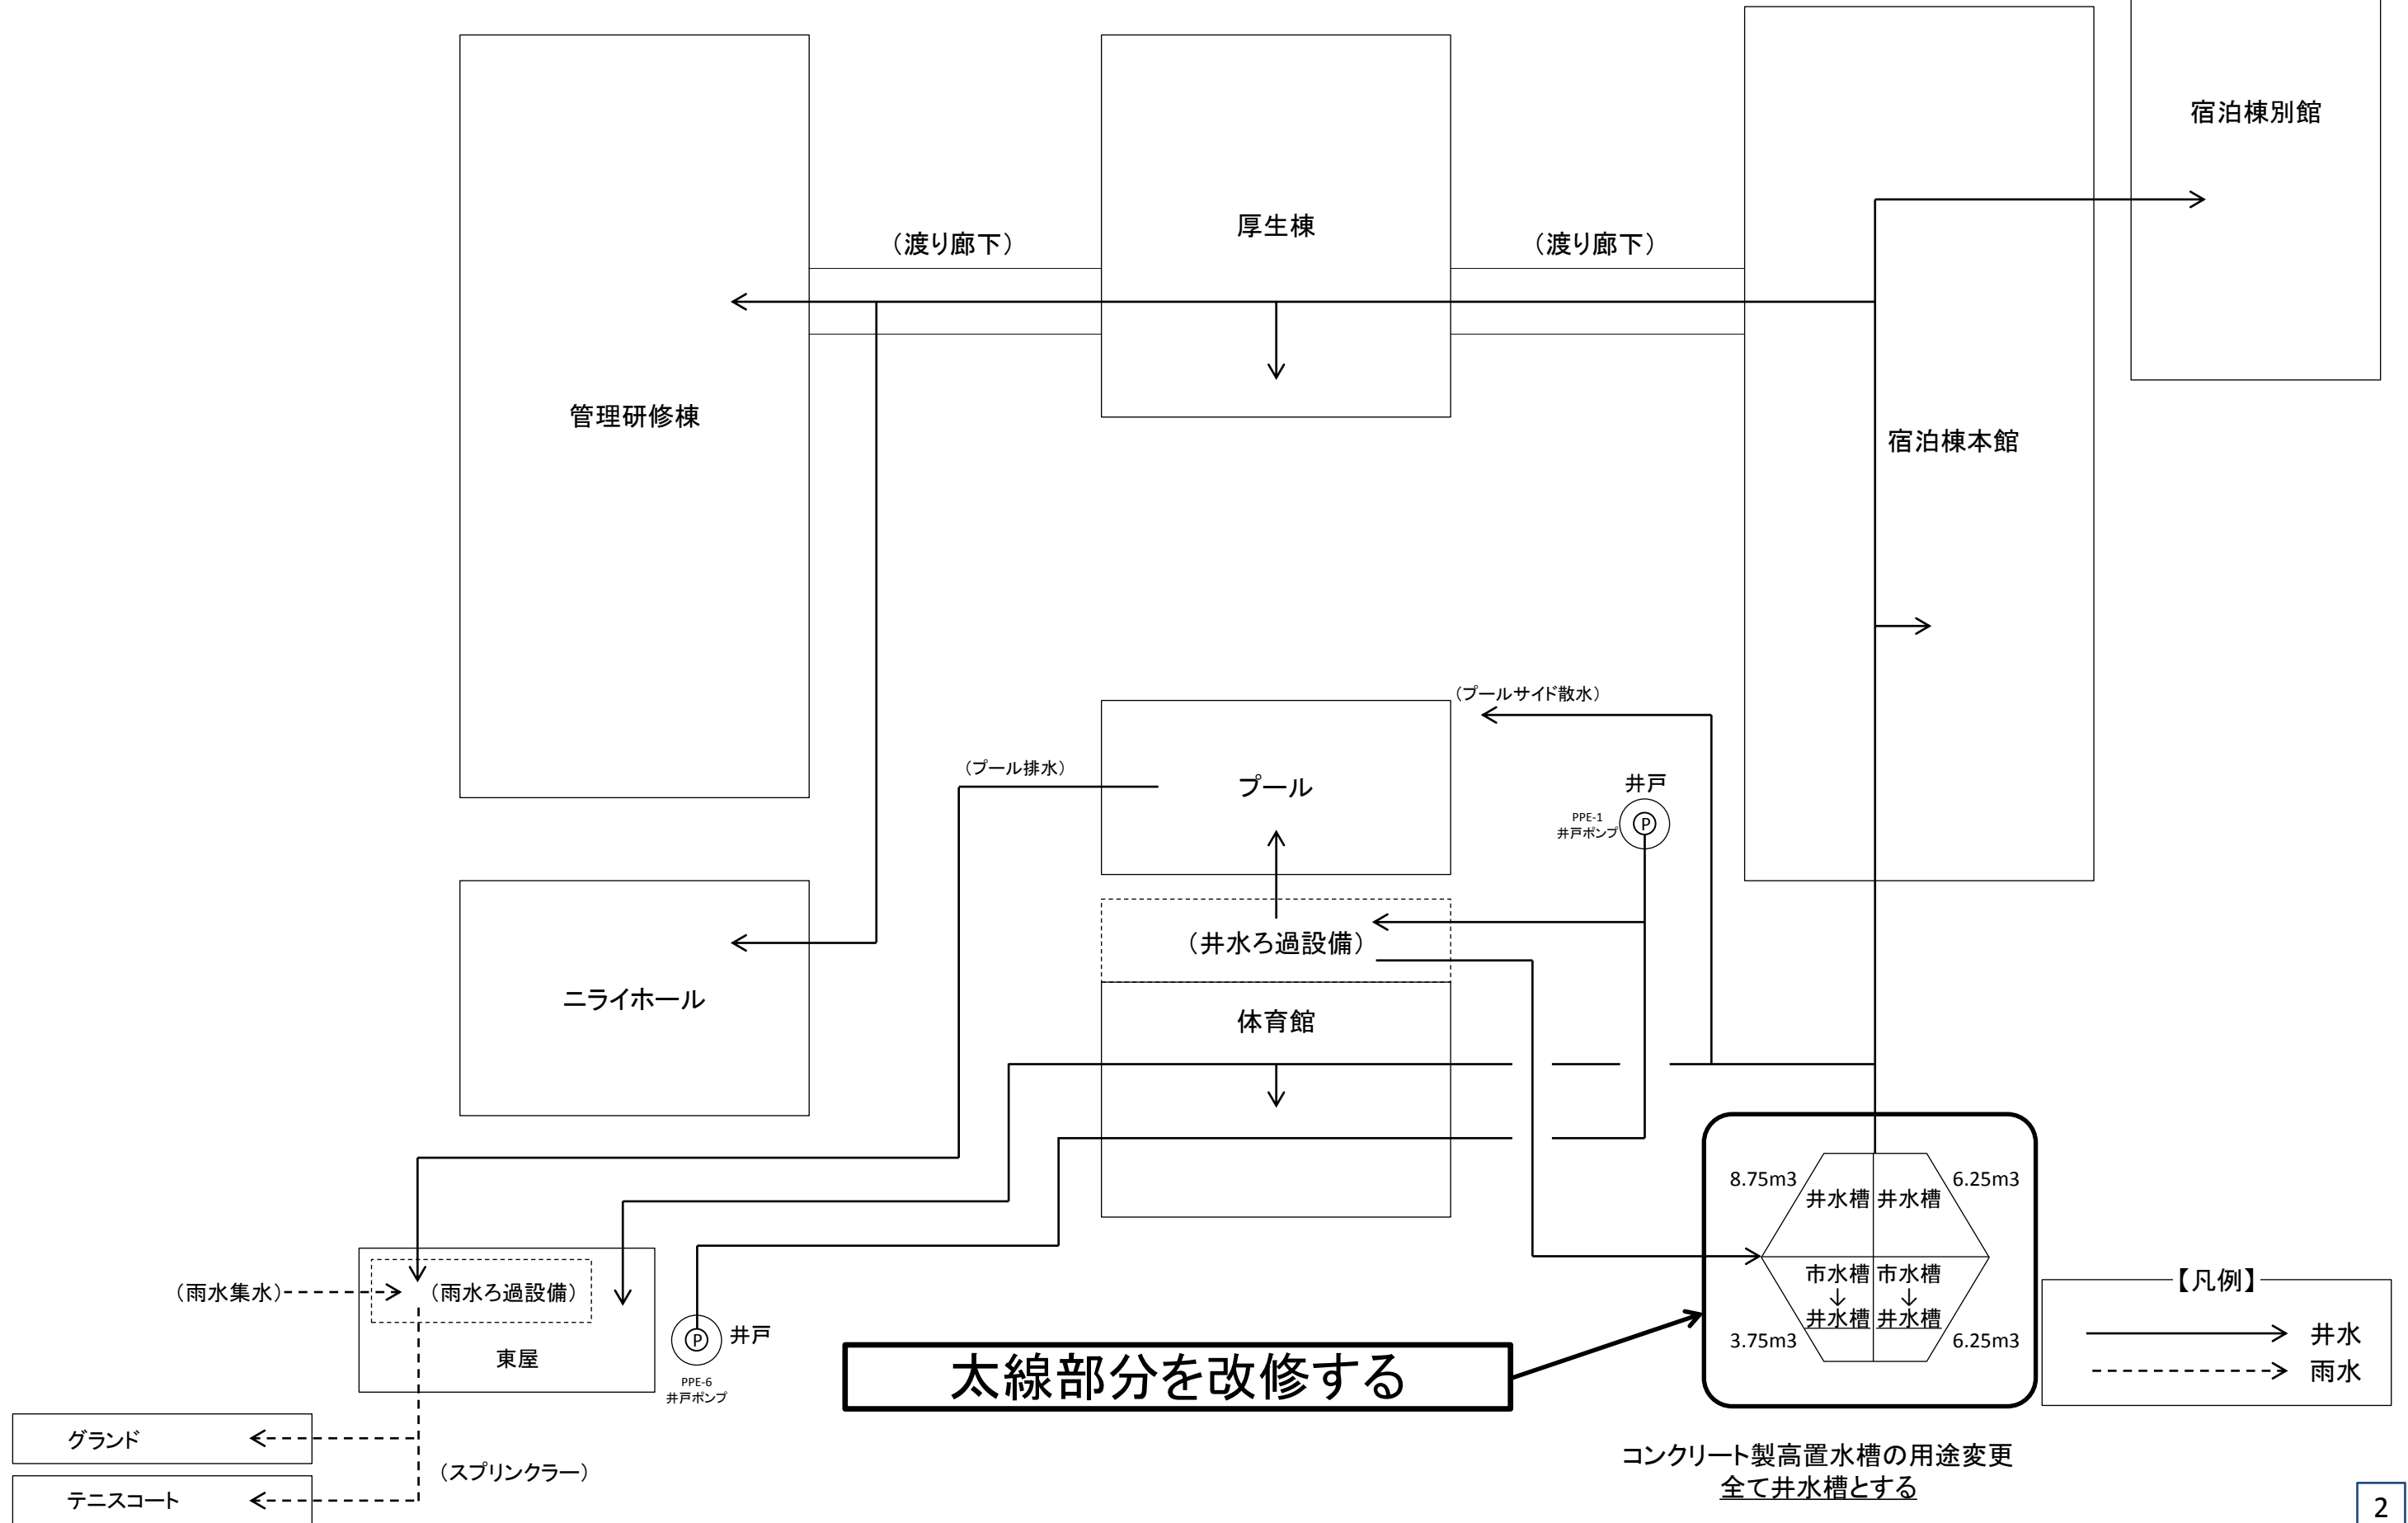 宿泊棟別館
厚生棟
（渡り廊下）
（渡り廊下）
管理研修棟
宿泊棟本館
（プールサイド散水）
（プール排水）
プール
井戸
PPE-1
井戸ポンプ
P
（井水ろ過設備）
ニライホール
体育館
8.75m3
井水槽
井水槽
6.25m3
市水槽
市水槽
↓
↓
井水槽
井水槽
3.75m3
6.25m3
（雨水集水）
（雨水ろ過設備）
東屋
P
井戸
PPE-6
井戸ポンプ
太線部分を改修する
【凡例】
井水
雨水
グランド
（スプリンクラー）
テニスコート
コンクリート製高置水槽の用途変更
全て井水槽とする
2